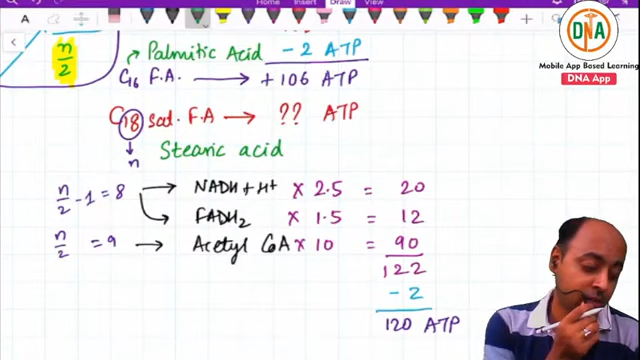 Home Insert Draw View
DNA
Mobile App Based Learning
DNA App
n/2
Palmitic Acid - 2 ATP
C16 F.A. → + 106 ATP
C18 sat. F.A → ?? ATP
n
Stearic acid
n/2 - 1 = 8 → NADH + H+ × 2.5 = 20
FADH2 × 1.5 = 12
n/2 = 9 → Acetyl CoA × 10 = 90
122
- 2
120 ATP